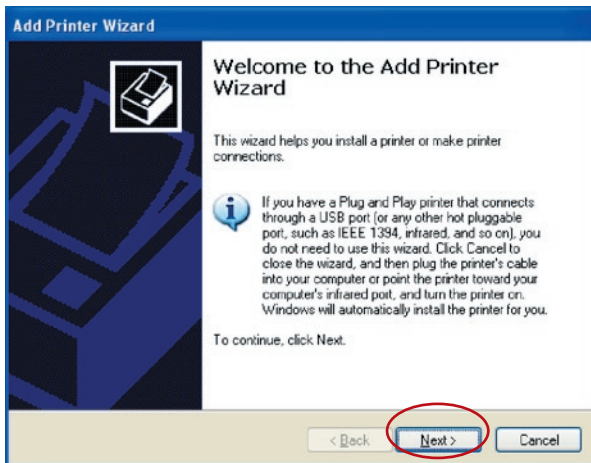 Add Printer Wizard
Welcome to the Add Printer
Wizard
This wizard helps you install a printer or make printer
connections.
If you have a Plug and Play printer that connects
through a USB port (or any other hot pluggable
port, such as IEEE 1394, infrared, and so on), you
do not need to use this wizard. Click Cancel to
close the wizard, and then plug the printer's cable
into your computer or point the printer toward your
computer's infrared port, and turn the printer on.
Windows will automatically install the printer for you.
To continue, click Next.
< Back Next > Cancel